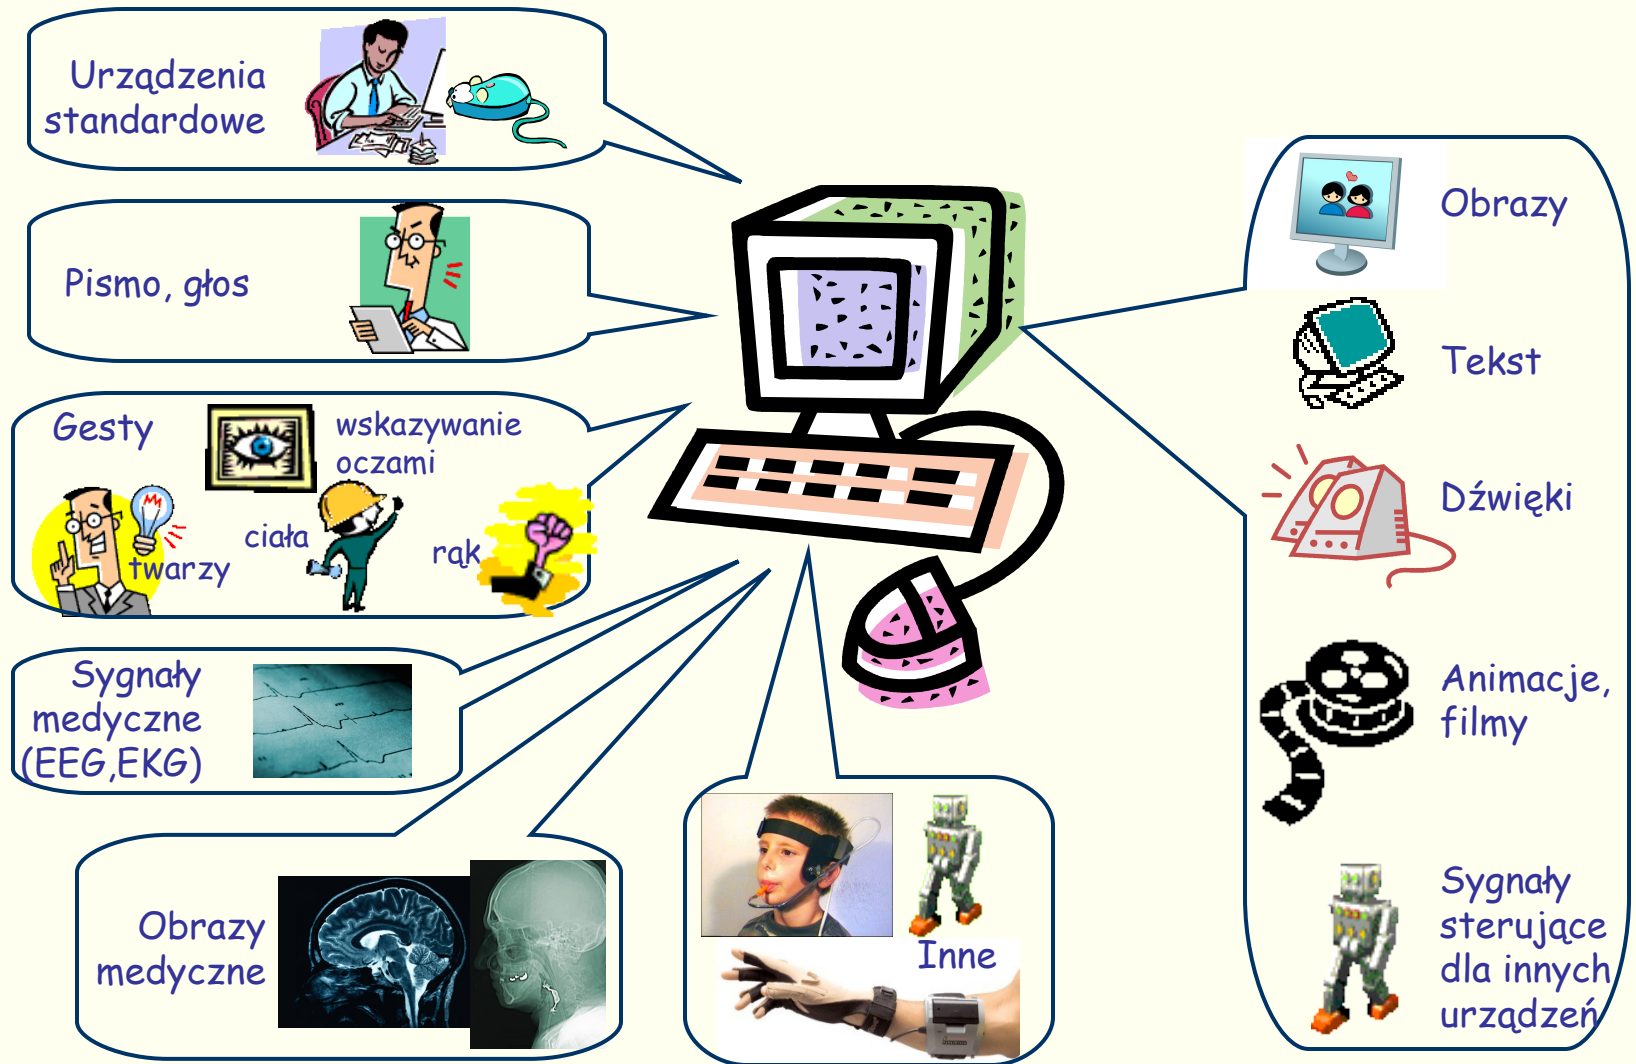 Urządzenia
standardowe
Pismo, głos
Gesty
wskazywanie
oczami
ciała
twarzy
rąk
Sygnały
medyczne
(EEG,EKG)
Obrazy
medyczne
Inne
Obrazy
Tekst
Dźwięki
Animacje,
filmy
Sygnały
sterujące
dla innych
urządzeń